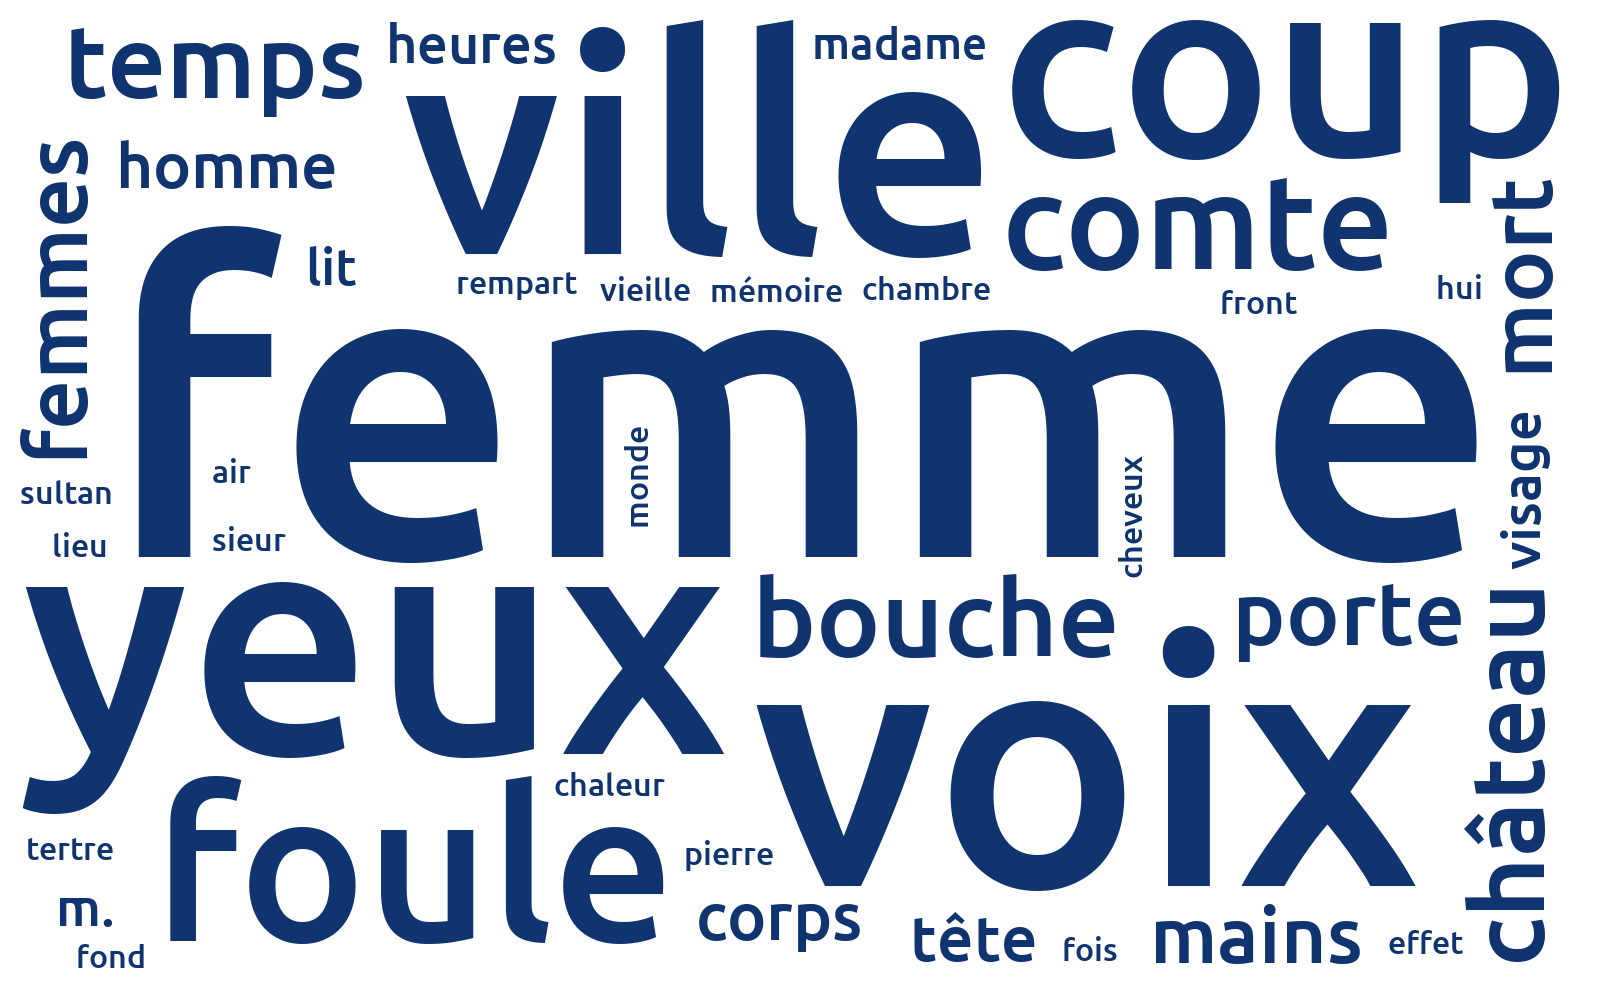 temps
heures
ville
madame
coup
femmes
homme
comte
mort
lit
rempart
vieille
mémoire
chambre
front
hui
femme
air
monde
cheveux
visage
sultan
lieu
sieur
yeux
bouche
porte
château
voix
chaleur
foule
tertre
pierre
m.
corps
tête
fois
mains
effet
fond